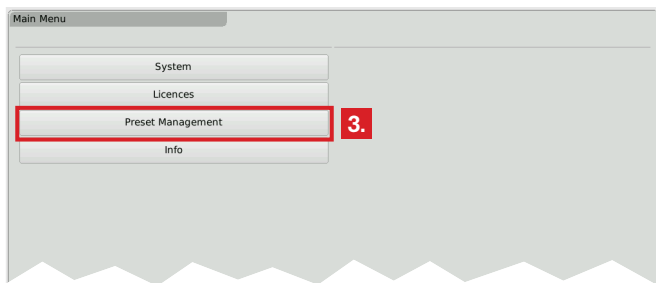 Main Menu
System
Licences
Preset Management
3.
Info